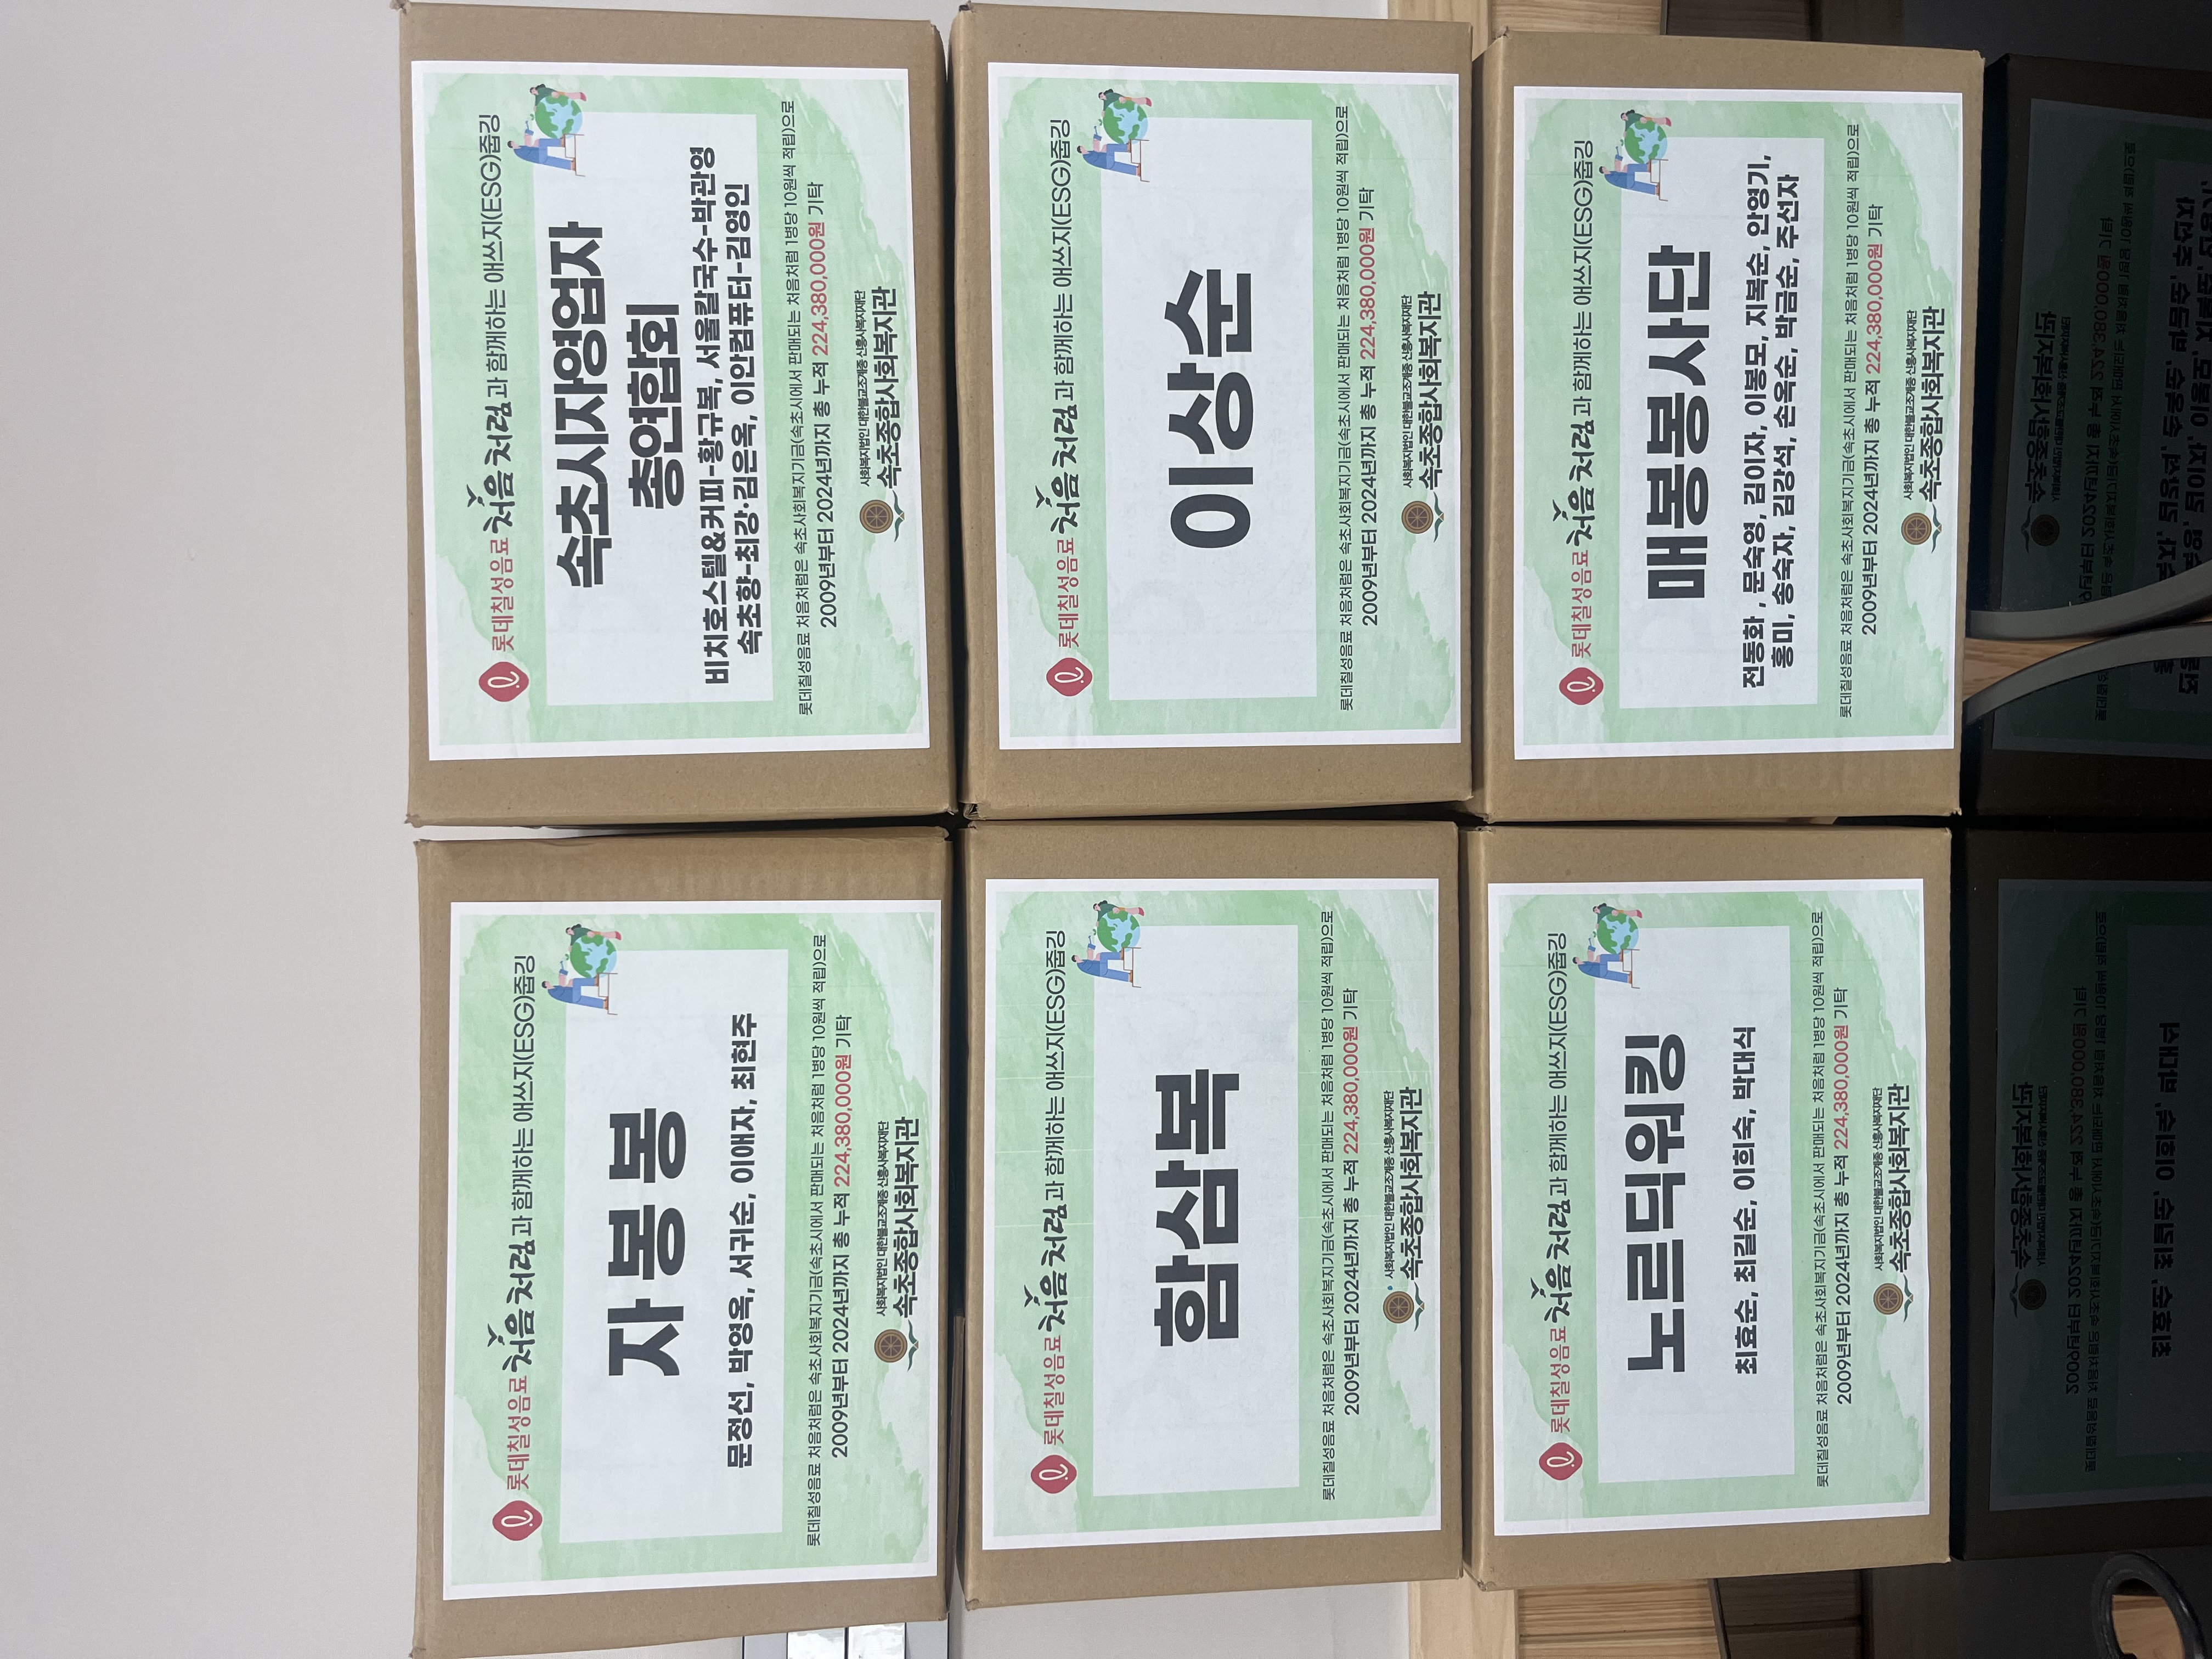 롯데칠성음료 처음처럼과 함께하는 애쓰지(ESG)줍깅
자봉봉
문정선, 박영옥, 서귀순, 이애자, 최현주
롯데칠성음료 처음처럼은 속초사회복지기금(속초시에서 판매되는 처음처럼 1병당 10원씩 적립)으로
2009년부터 2024년까지 총 누적 224,380,000원 기탁
사회복지법인 대한불교조계종 신흥사복지재단
속초종합사회복지관
롯데칠성음료 처음처럼과 함께하는 애쓰지(ESG)줍깅
속초시자영업자
총연합회
비치호스텔&커피-황규복, 서울칼국수-박관영
속초향-최강·김은옥, 이안컴퓨터-김영인
롯데칠성음료 처음처럼은 속초사회복지기금(속초시에서 판매되는 처음처럼 1병당 10원씩 적립)으로
2009년부터 2024년까지 총 누적 224,380,000원 기탁
사회복지법인 대한불교조계종 신흥사복지재단
속초종합사회복지관
롯데칠성음료 처음처럼과 함께하는 애쓰지(ESG)줍깅
함삼복
롯데칠성음료 처음처럼은 속초사회복지기금(속초시에서 판매되는 처음처럼 1병당 10원씩 적립)으로
2009년부터 2024년까지 총 누적 224,380,000원 기탁
사회복지법인 대한불교조계종 신흥사복지재단
속초종합사회복지관
롯데칠성음료 처음처럼과 함께하는 애쓰지(ESG)줍깅
이상순
롯데칠성음료 처음처럼은 속초사회복지기금(속초시에서 판매되는 처음처럼 1병당 10원씩 적립)으로
2009년부터 2024년까지 총 누적 224,380,000원 기탁
사회복지법인 대한불교조계종 신흥사복지재단
속초종합사회복지관
롯데칠성음료 처음처럼과 함께하는 애쓰지(ESG)줍깅
노르딕워킹
최효순, 최길순, 이희숙, 박대식
롯데칠성음료 처음처럼은 속초사회복지기금(속초시에서 판매되는 처음처럼 1병당 10원씩 적립)으로
2009년부터 2024년까지 총 누적 224,380,000원 기탁
사회복지법인 대한불교조계종 신흥사복지재단
속초종합사회복지관
롯데칠성음료 처음처럼과 함께하는 애쓰지(ESG)줍깅
매봉봉사단
전동화, 문숙영, 김이자, 이봉모, 지복순, 안영기,
홍미, 송숙자, 김강석, 손옥순, 박금순, 주선자
롯데칠성음료 처음처럼은 속초사회복지기금(속초시에서 판매되는 처음처럼 1병당 10원씩 적립)으로
2009년부터 2024년까지 총 누적 224,380,000원 기탁
사회복지법인 대한불교조계종 신흥사복지재단
속초종합사회복지관